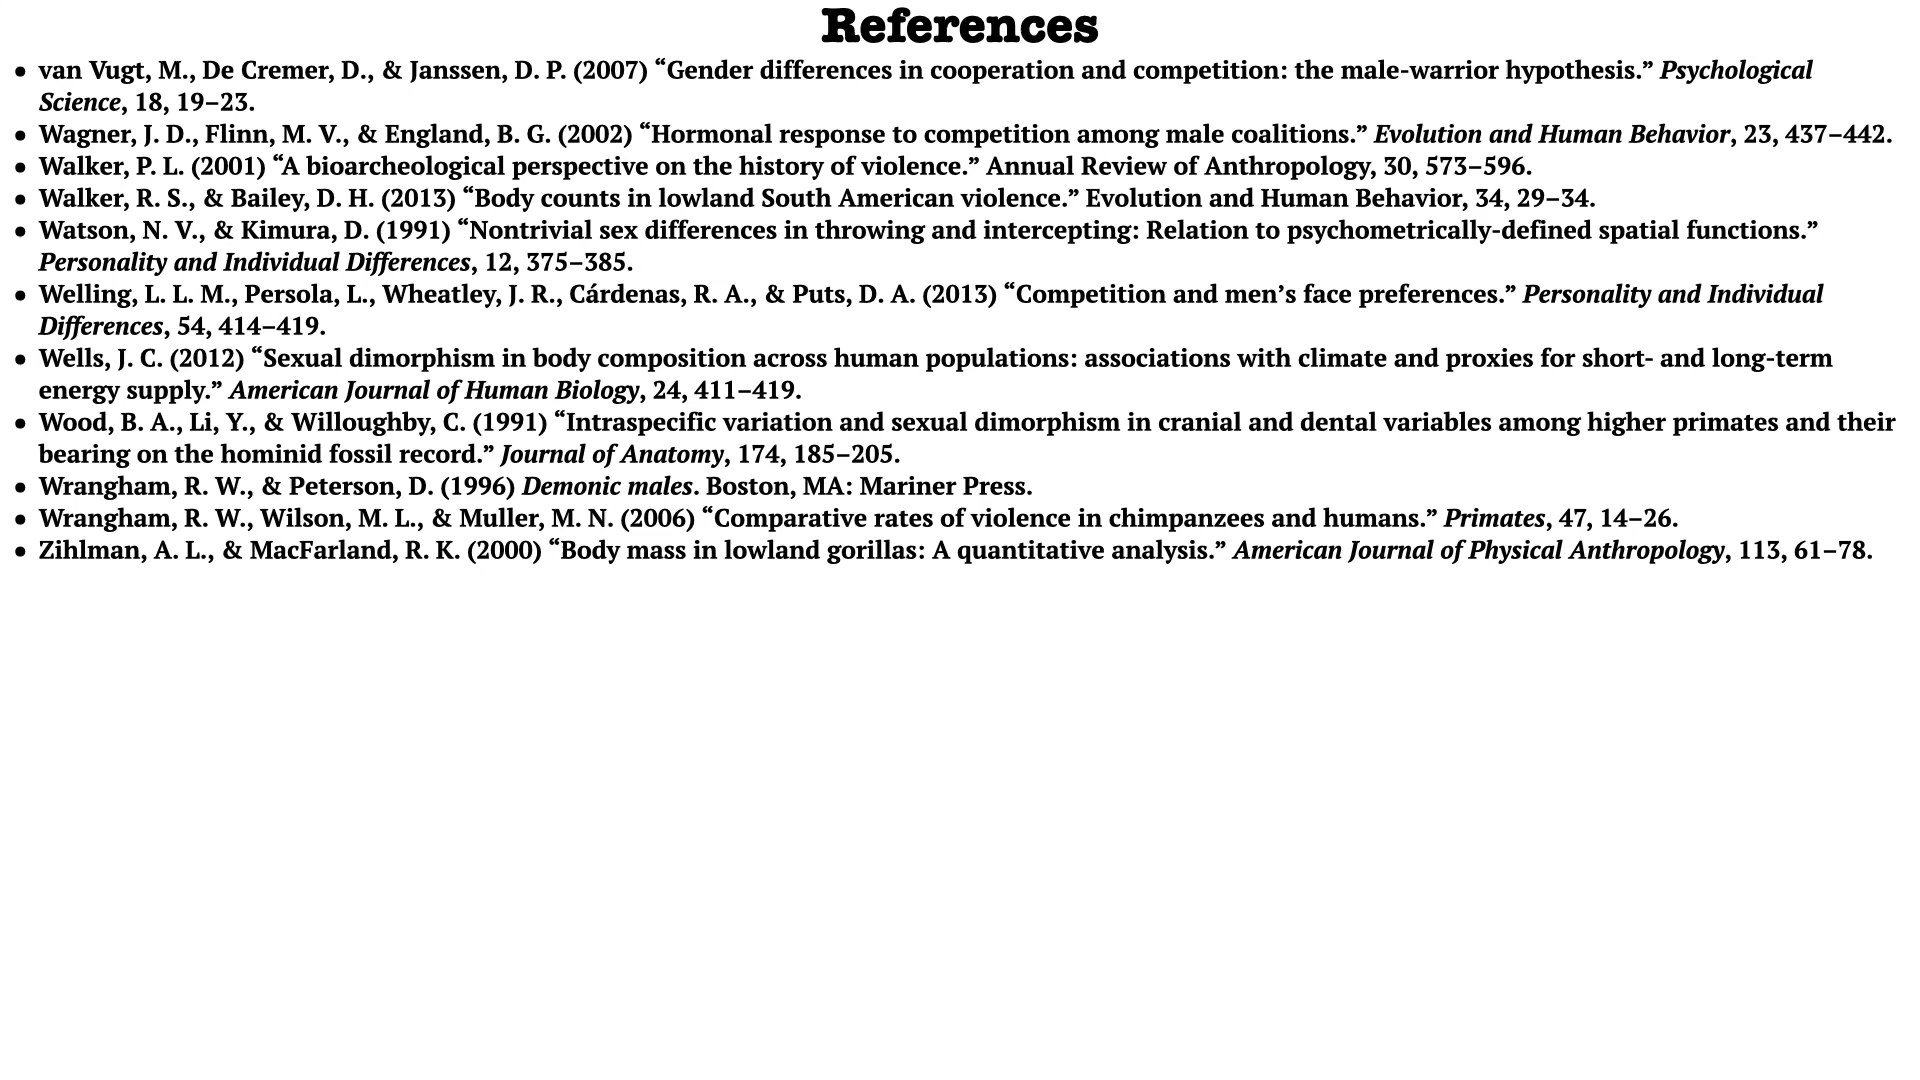 References
• van Vugt, M., De Cremer, D., & Janssen, D. P. (2007) “Gender differences in cooperation and competition: the male-warrior hypothesis.” Psychological
Science, 18, 19–23.
• Wagner, J. D., Flinn, M. V., & England, B. G. (2002) “Hormonal response to competition among male coalitions.” Evolution and Human Behavior, 23, 437–442.
• Walker, P. L. (2001) “A bioarcheological perspective on the history of violence.” Annual Review of Anthropology, 30, 573–596.
• Walker, R. S., & Bailey, D. H. (2013) “Body counts in lowland South American violence.” Evolution and Human Behavior, 34, 29–34.
• Watson, N. V., & Kimura, D. (1991) “Nontrivial sex differences in throwing and intercepting: Relation to psychometrically-defined spatial functions.”
Personality and Individual Differences, 12, 375–385.
• Welling, L. L. M., Persola, L., Wheatley, J. R., Cárdenas, R. A., & Puts, D. A. (2013) “Competition and men’s face preferences.” Personality and Individual
Differences, 54, 414–419.
• Wells, J. C. (2012) “Sexual dimorphism in body composition across human populations: associations with climate and proxies for short- and long-term
energy supply.” American Journal of Human Biology, 24, 411–419.
• Wood, B. A., Li, Y., & Willoughby, C. (1991) “Intraspecific variation and sexual dimorphism in cranial and dental variables among higher primates and their
bearing on the hominid fossil record.” Journal of Anatomy, 174, 185–205.
• Wrangham, R. W., & Peterson, D. (1996) Demonic males. Boston, MA: Mariner Press.
• Wrangham, R. W., Wilson, M. L., & Muller, M. N. (2006) “Comparative rates of violence in chimpanzees and humans.” Primates, 47, 14–26.
• Zihlman, A. L., & MacFarland, R. K. (2000) “Body mass in lowland gorillas: A quantitative analysis.” American Journal of Physical Anthropology, 113, 61–78.